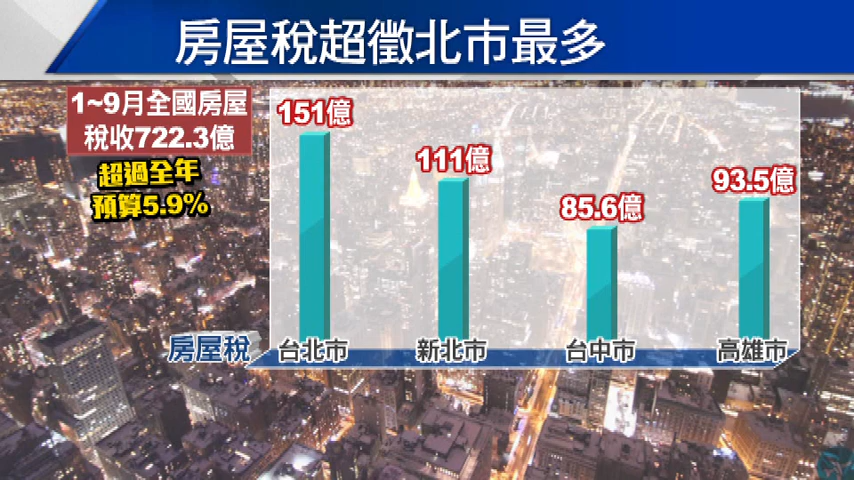 房屋稅超徵北市最多
1~9月全國房屋
稅收722.3億
超過全年
預算5.9%
151億
111億
85.6億
93.5億
房屋稅
台北市
新北市
台中市
高雄市